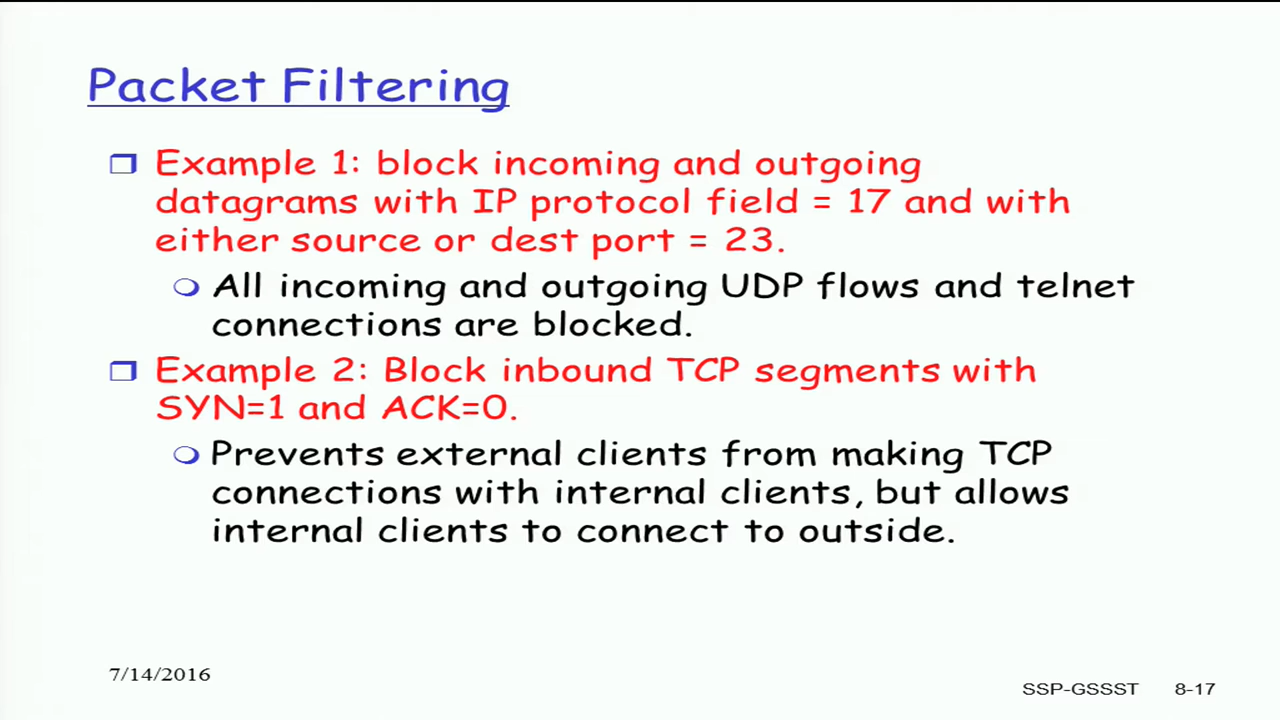 Packet Filtering
Example 1: block incoming and outgoing
datagrams with IP protocol field = 17 and with
either source or dest port = 23.
All incoming and outgoing UDP flows and telnet
connections are blocked.
Example 2: Block inbound TCP segments with
SYN=1 and ACK=0.
Prevents external clients from making TCP
connections with internal clients, but allows
internal clients to connect to outside.
7/14/2016
SSP-GSSST 8-17